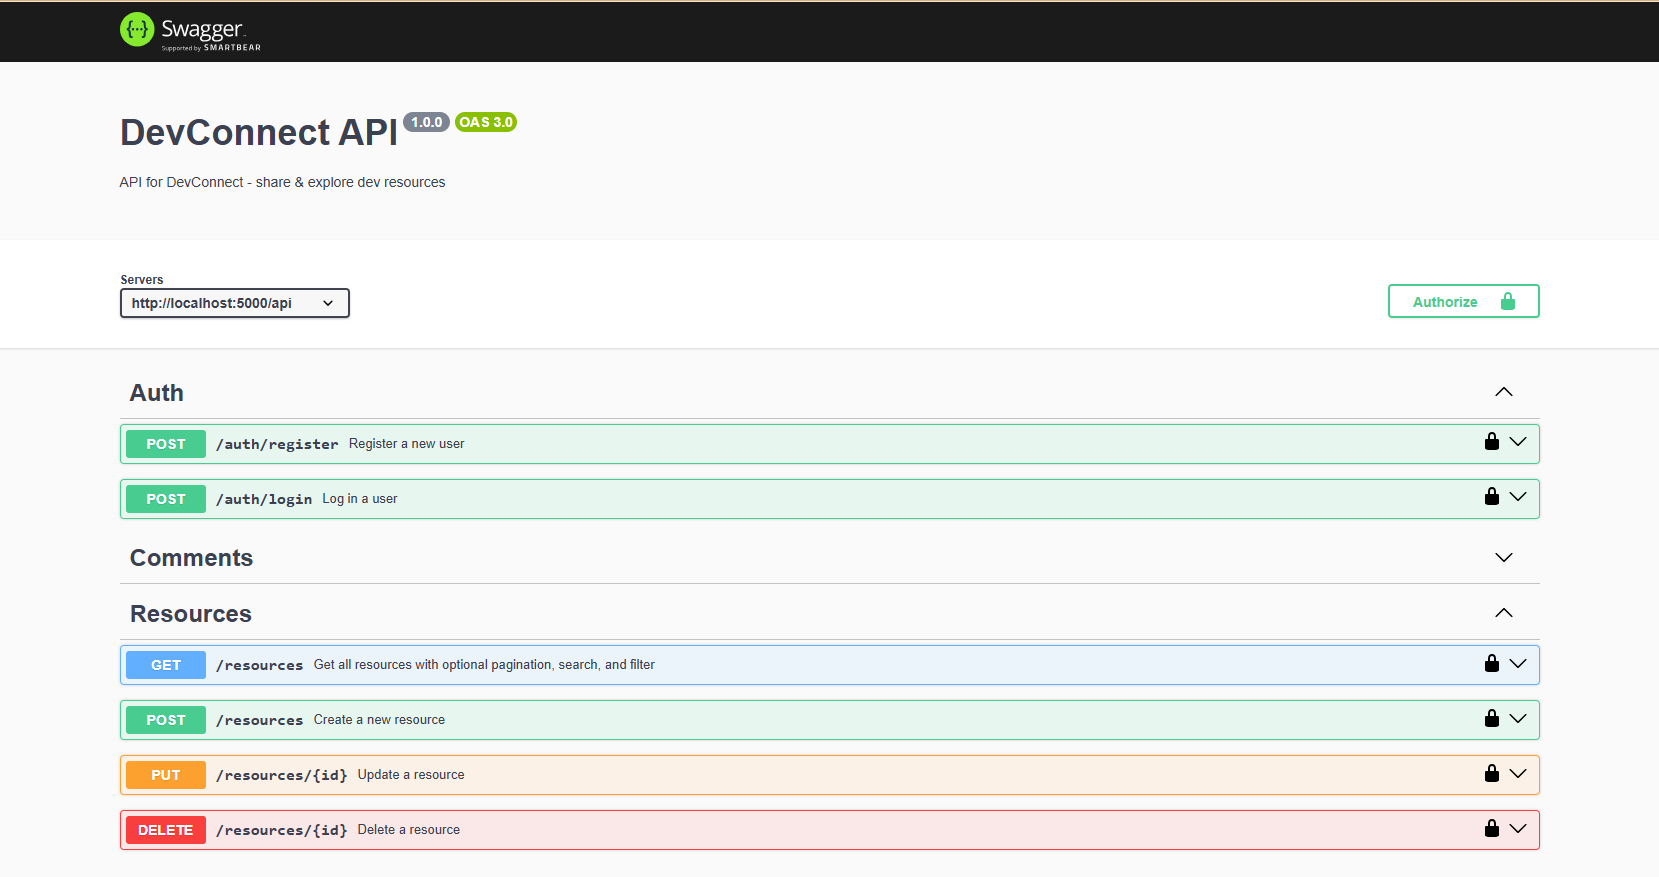 {···} Swagger
Supported by SMARTBEAR
DevConnect API 1.0.0 OAS 3.0
API for DevConnect - share & explore dev resources
Servers
http://localhost:5000/api
Authorize
Auth
POST /auth/register Register a new user
POST /auth/login Log in a user
Comments
Resources
GET /resources Get all resources with optional pagination, search, and filter
POST /resources Create a new resource
PUT /resources/{id} Update a resource
DELETE /resources/{id} Delete a resource